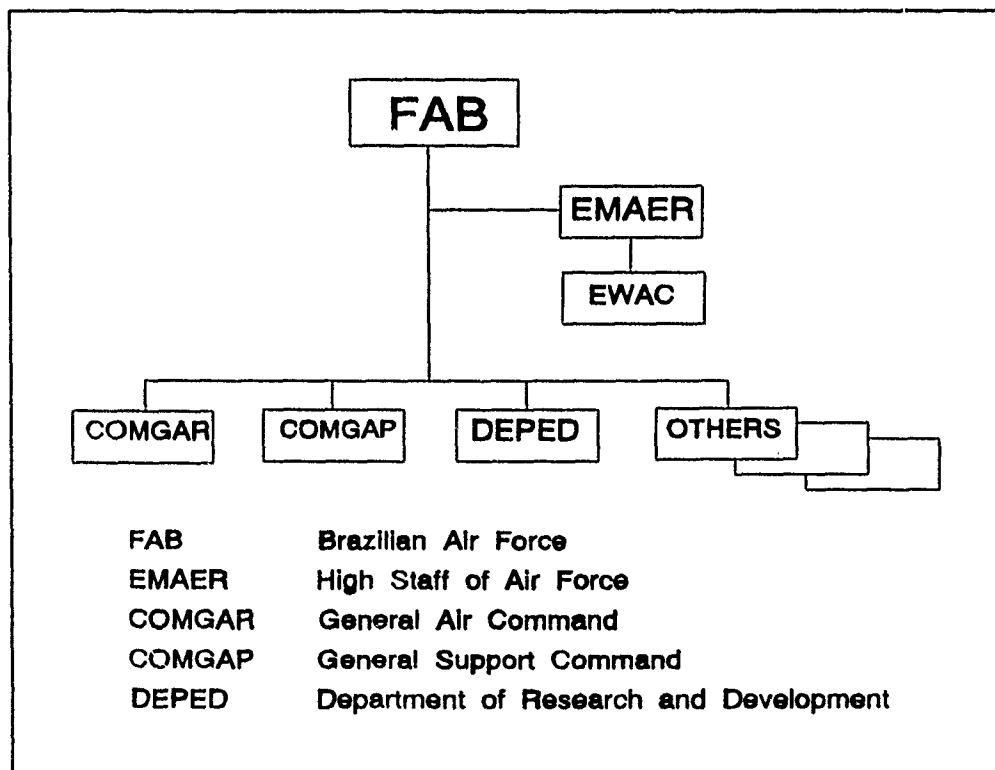 FAB
EMAER
EWAC
COMGAR COMGAP DEPED OTHERS
FAB Brazilian Air Force
EMAER High Staff of Air Force
COMGAR General Air Command
COMGAP General Support Command
DEPED Department of Research and Development